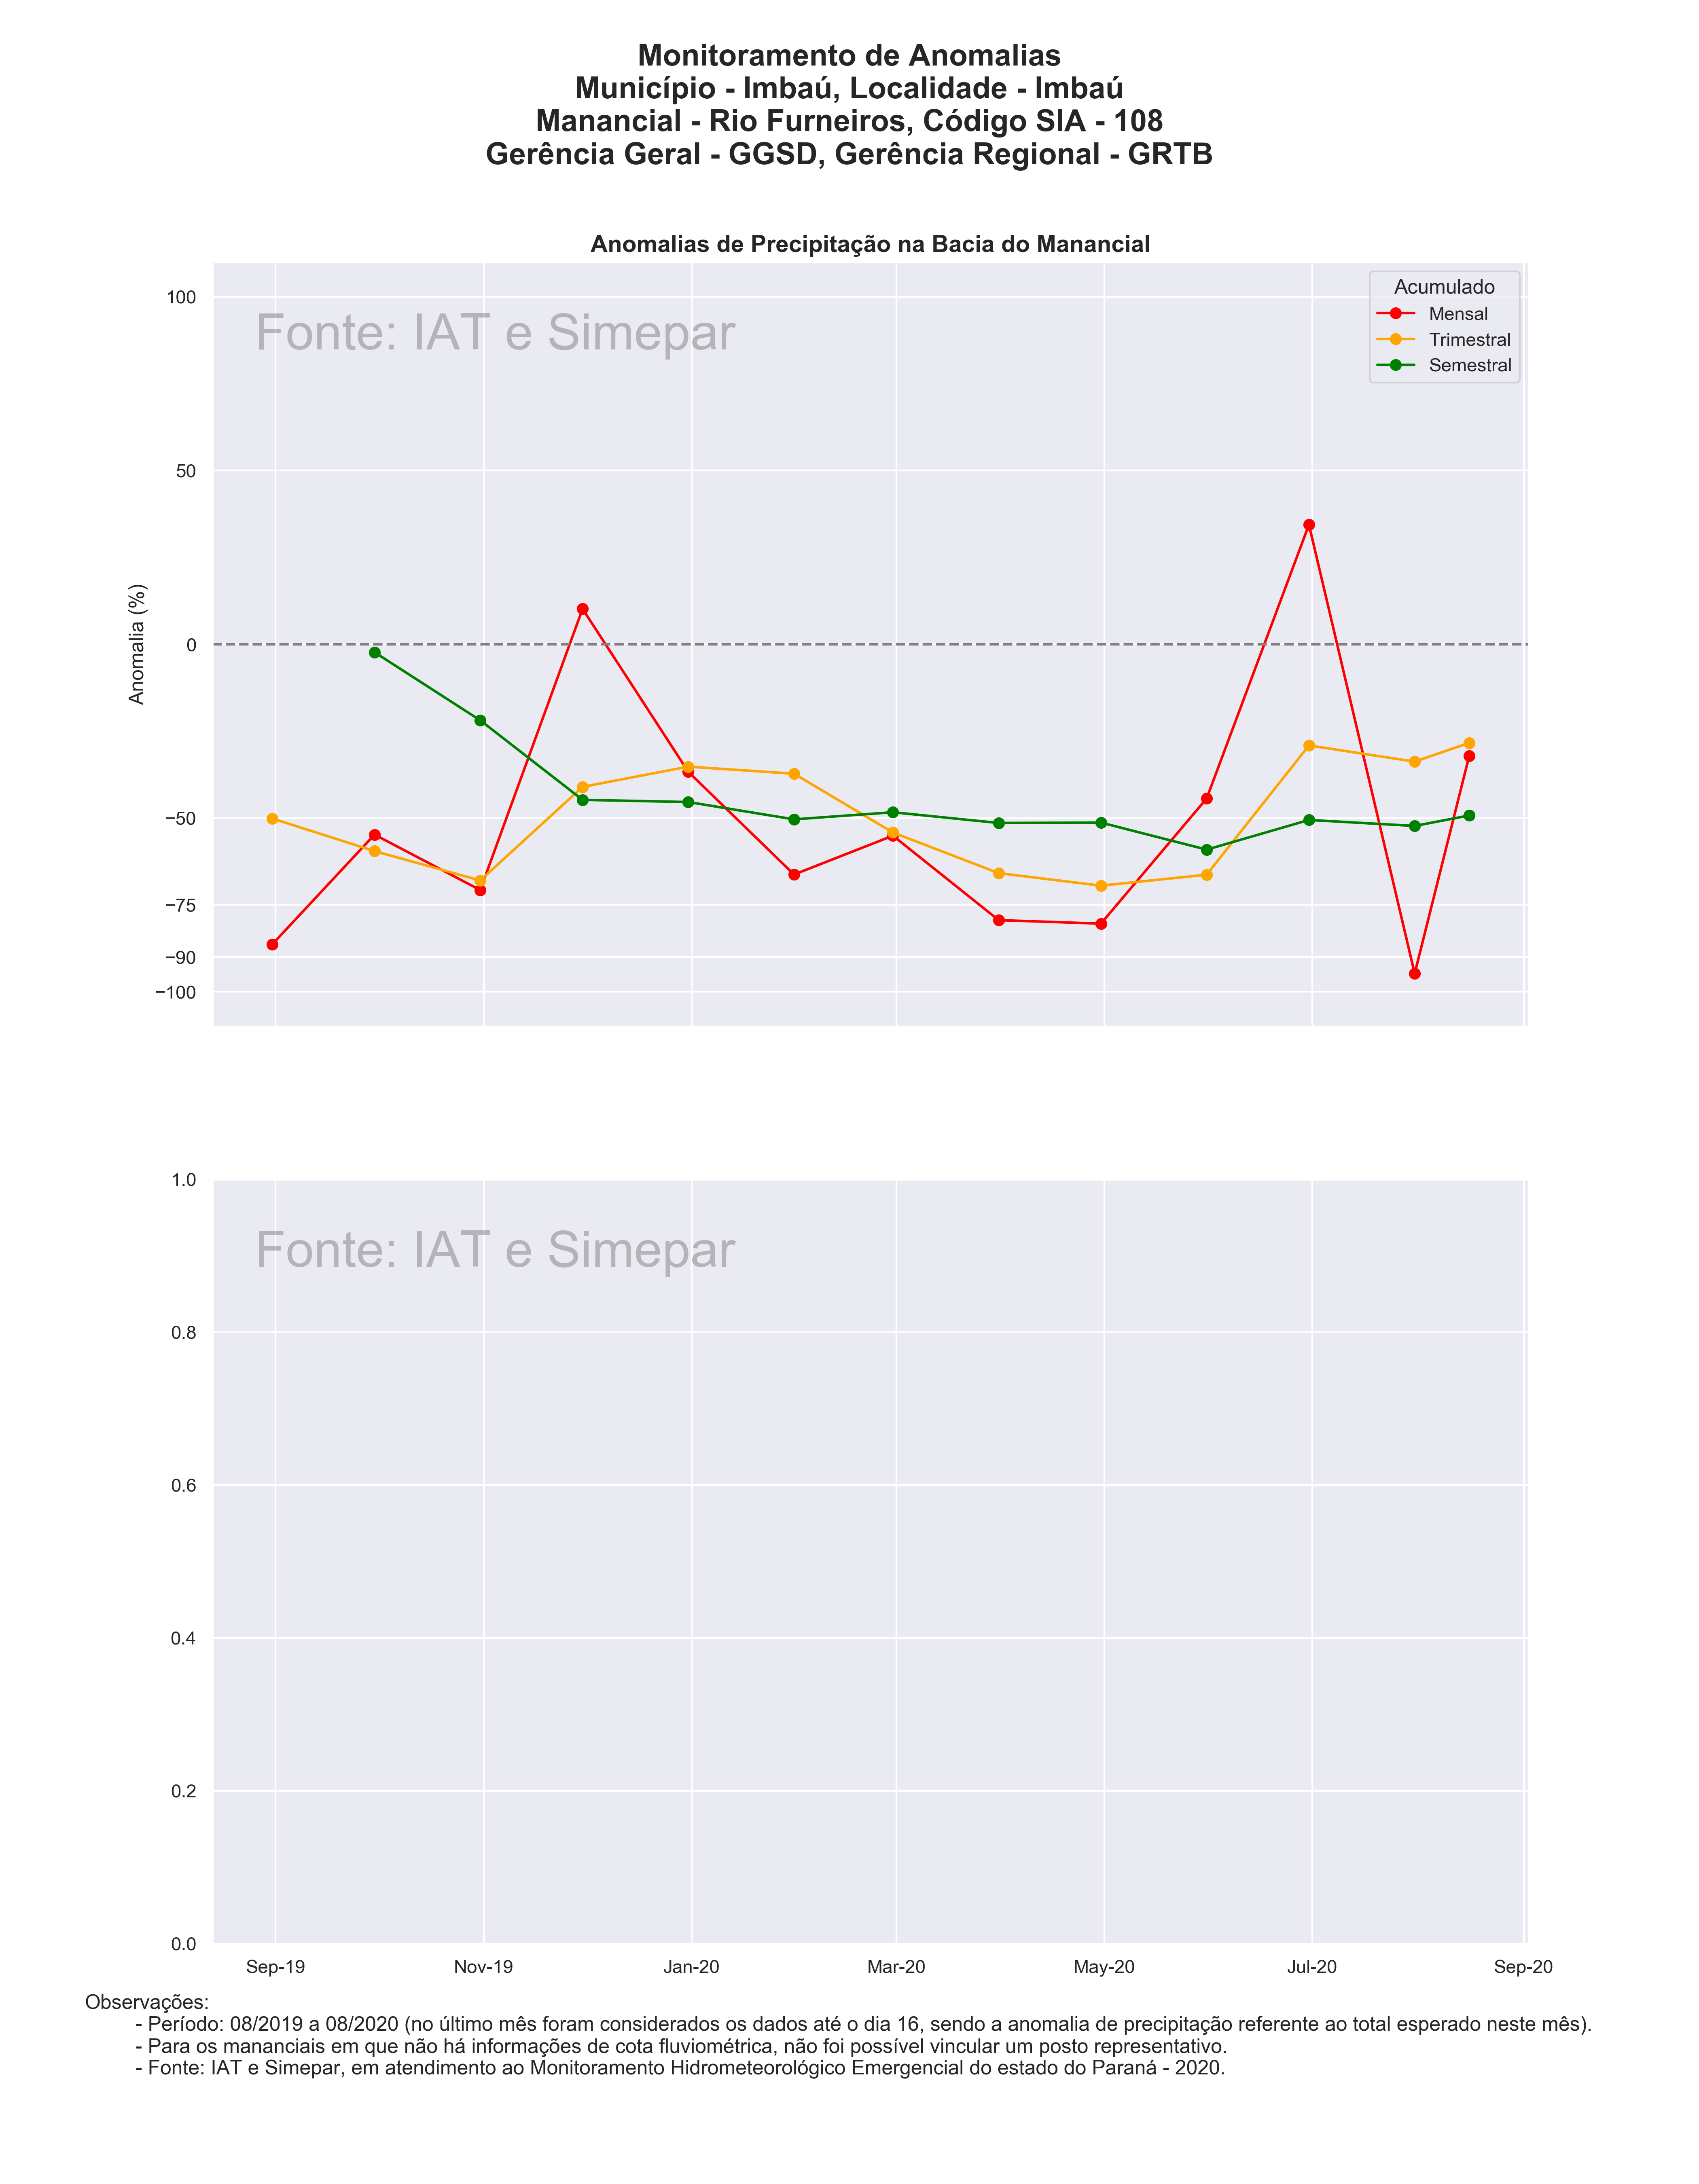 Monitoramento de Anomalias
Município - Imbaú, Localidade - Imbaú
Manancial - Rio Furneiros, Código SIA - 108
Gerência Geral - GGSD, Gerência Regional - GRTB
Anomalias de Precipitação na Bacia do Manancial
Fonte: IAT e Simepar
Acumulado
Mensal
Trimestral
Semestral
Anomalia (%)
100
50
0
−50
−75
−90
−100
Fonte: IAT e Simepar
1.0
0.8
0.6
0.4
0.2
0.0
Sep-19 Nov-19 Jan-20 Mar-20 May-20 Jul-20 Sep-20
Observações:
- Período: 08/2019 a 08/2020 (no último mês foram considerados os dados até o dia 16, sendo a anomalia de precipitação referente ao total esperado neste mês).
- Para os mananciais em que não há informações de cota fluviométrica, não foi possível vincular um posto representativo.
- Fonte: IAT e Simepar, em atendimento ao Monitoramento Hidrometeorológico Emergencial do estado do Paraná - 2020.